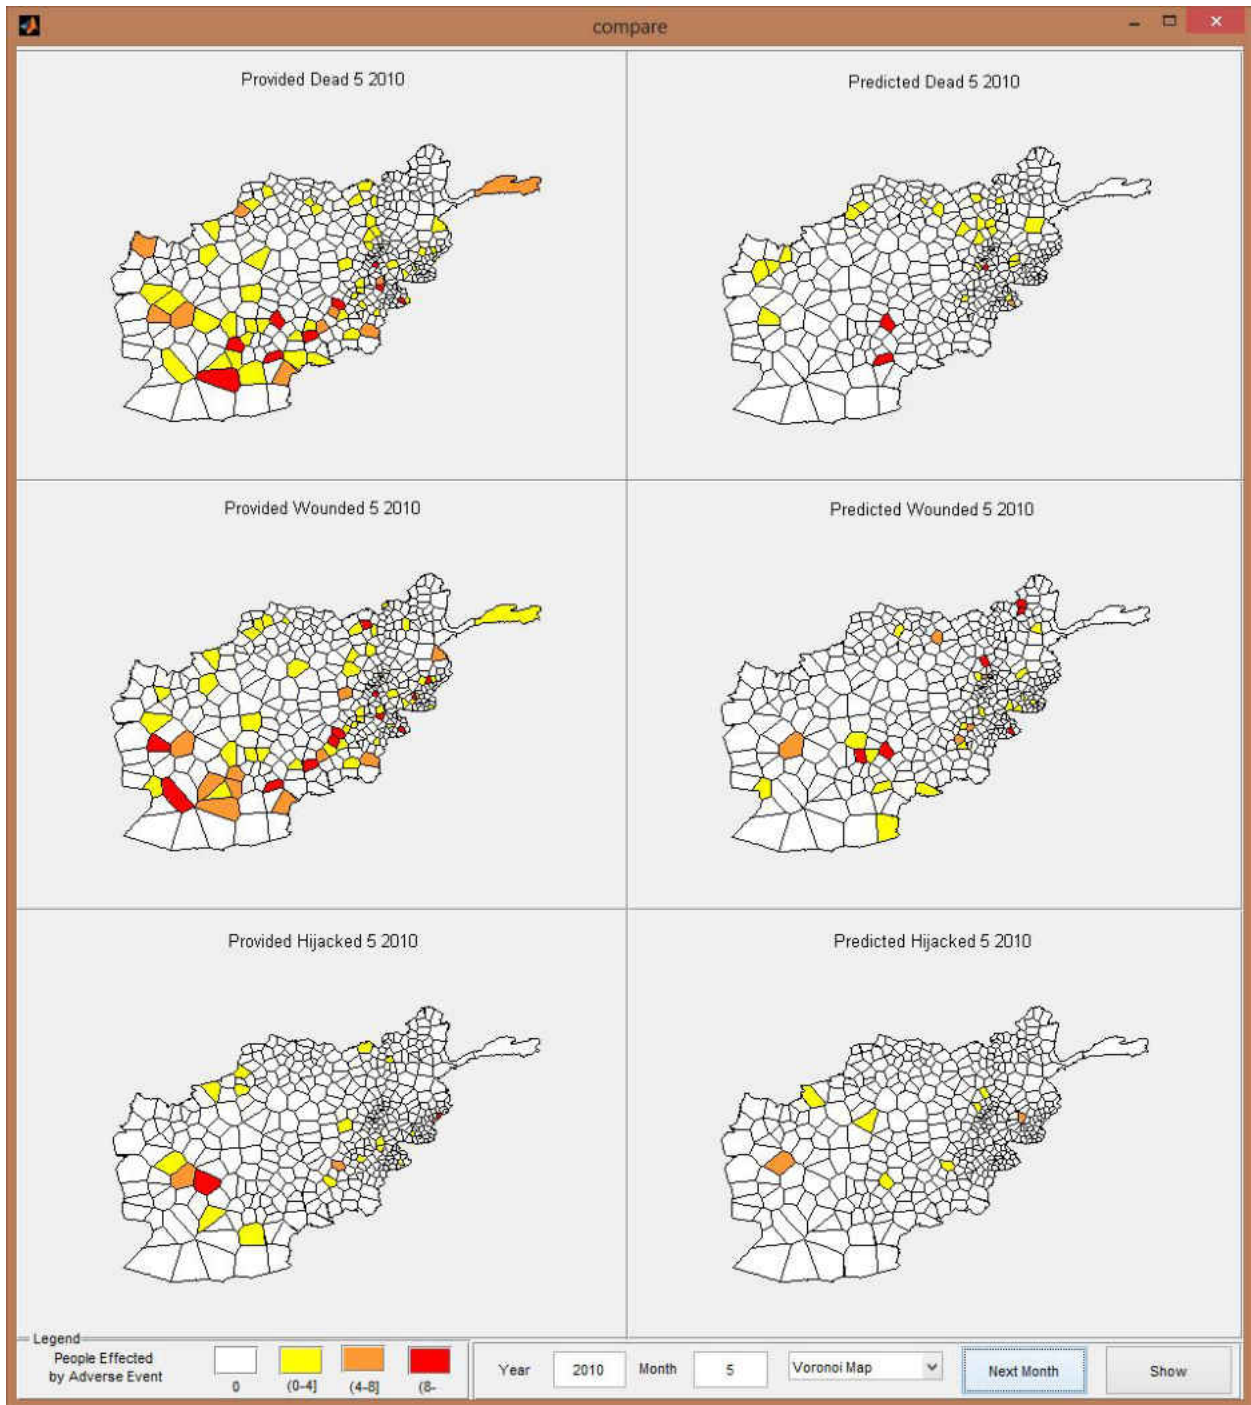 compare
Provided Dead 5 2010
Predicted Dead 5 2010
Provided Wounded 5 2010
Predicted Wounded 5 2010
Provided Hijacked 5 2010
Predicted Hijacked 5 2010
Legend
People Effected
by Adverse Event
0
(0-4]
(4-8]
(8-
Year
2010
Month
5
Voronoi Map
Next Month
Show